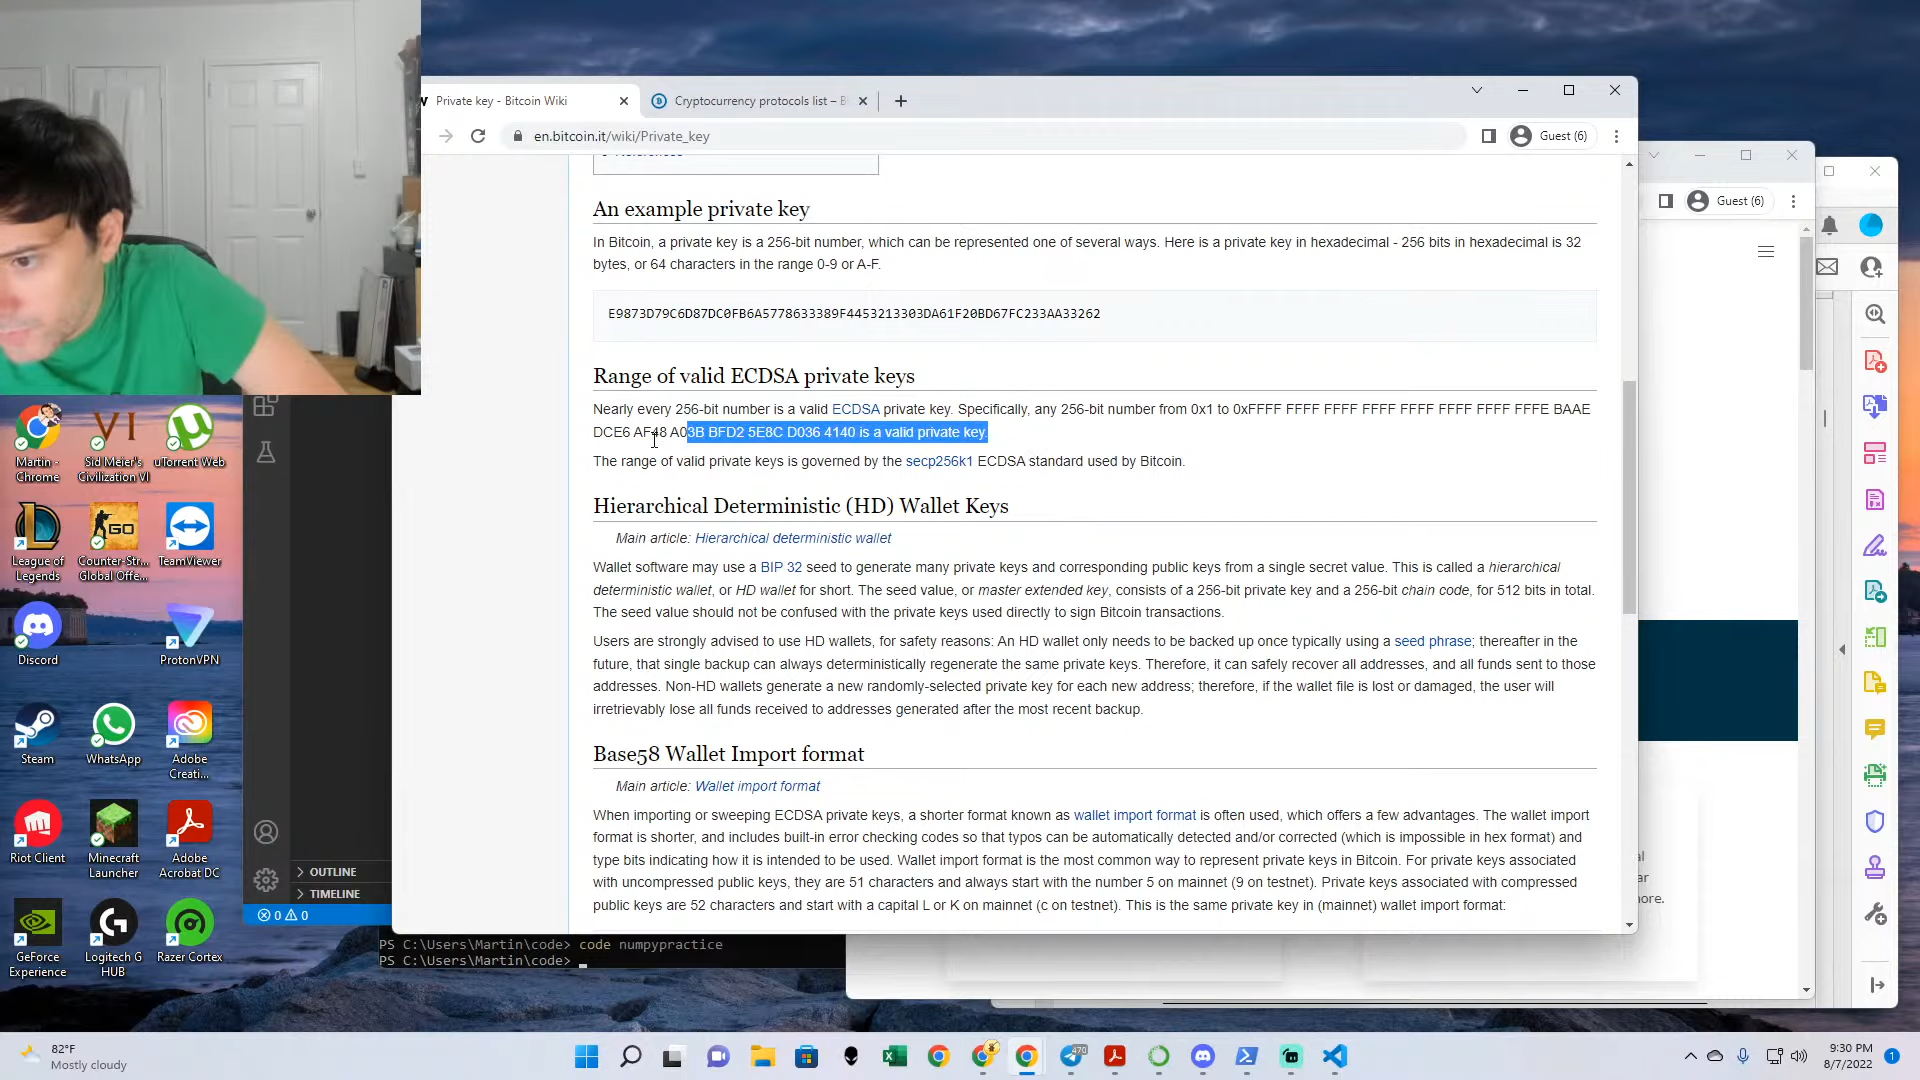 Private key - Bitcoin Wiki
Cryptocurrency protocols list – B
en.bitcoin.it/wiki/Private_key
Guest (6)
Guest (6)
An example private key
In Bitcoin, a private key is a 256-bit number, which can be represented one of several ways. Here is a private key in hexadecimal - 256 bits in hexadecimal is 32
bytes, or 64 characters in the range 0-9 or A-F.
E9873D79C6D87DC0FB6A5778633389F4453213303DA61F20BD67FC233AA33262
Range of valid ECDSA private keys
Nearly every 256-bit number is a valid ECDSA private key. Specifically, any 256-bit number from 0x1 to 0xFFFF FFFF FFFF FFFF FFFF FFFF FFFF FFFE BAAE
DCE6 AF48 A03B BFD2 5E8C D036 4140 is a valid private key.
The range of valid private keys is governed by the secp256k1 ECDSA standard used by Bitcoin.
Hierarchical Deterministic (HD) Wallet Keys
Main article: Hierarchical deterministic wallet
Wallet software may use a BIP 32 seed to generate many private keys and corresponding public keys from a single secret value. This is called a hierarchical
deterministic wallet, or HD wallet for short. The seed value, or master extended key, consists of a 256-bit private key and a 256-bit chain code, for 512 bits in total.
The seed value should not be confused with the private keys used directly to sign Bitcoin transactions.
Users are strongly advised to use HD wallets, for safety reasons: An HD wallet only needs to be backed up once typically using a seed phrase; thereafter in the
future, that single backup can always deterministically regenerate the same private keys. Therefore, it can safely recover all addresses, and all funds sent to those
addresses. Non-HD wallets generate a new randomly-selected private key for each new address; therefore, if the wallet file is lost or damaged, the user will
irretrievably lose all funds received to addresses generated after the most recent backup.
Base58 Wallet Import format
Main article: Wallet import format
When importing or sweeping ECDSA private keys, a shorter format known as wallet import format is often used, which offers a few advantages. The wallet import
format is shorter, and includes built-in error checking codes so that typos can be automatically detected and/or corrected (which is impossible in hex format) and
type bits indicating how it is intended to be used. Wallet import format is the most common way to represent private keys in Bitcoin. For private keys associated
with uncompressed public keys, they are 51 characters and always start with the number 5 on mainnet (9 on testnet). Private keys associated with compressed
public keys are 52 characters and start with a capital L or K on mainnet (c on testnet). This is the same private key in (mainnet) wallet import format:
al
ar
ore.
Martin - Chrome
Sid Meier's Civilization VI
uTorrent Web
League of Legends
Counter-Str... Global Offe...
TeamViewer
Discord
ProtonVPN
Steam
WhatsApp
Adobe Creati...
Riot Client
Minecraft Launcher
Adobe Acrobat DC
GeForce Experience
Logitech G HUB
Razer Cortex
OUTLINE
TIMELINE
0 0
PS C:\Users\Martin\code> code numpypractice
PS C:\Users\Martin\code>
82°F
Mostly cloudy
470
9:30 PM
8/7/2022
1